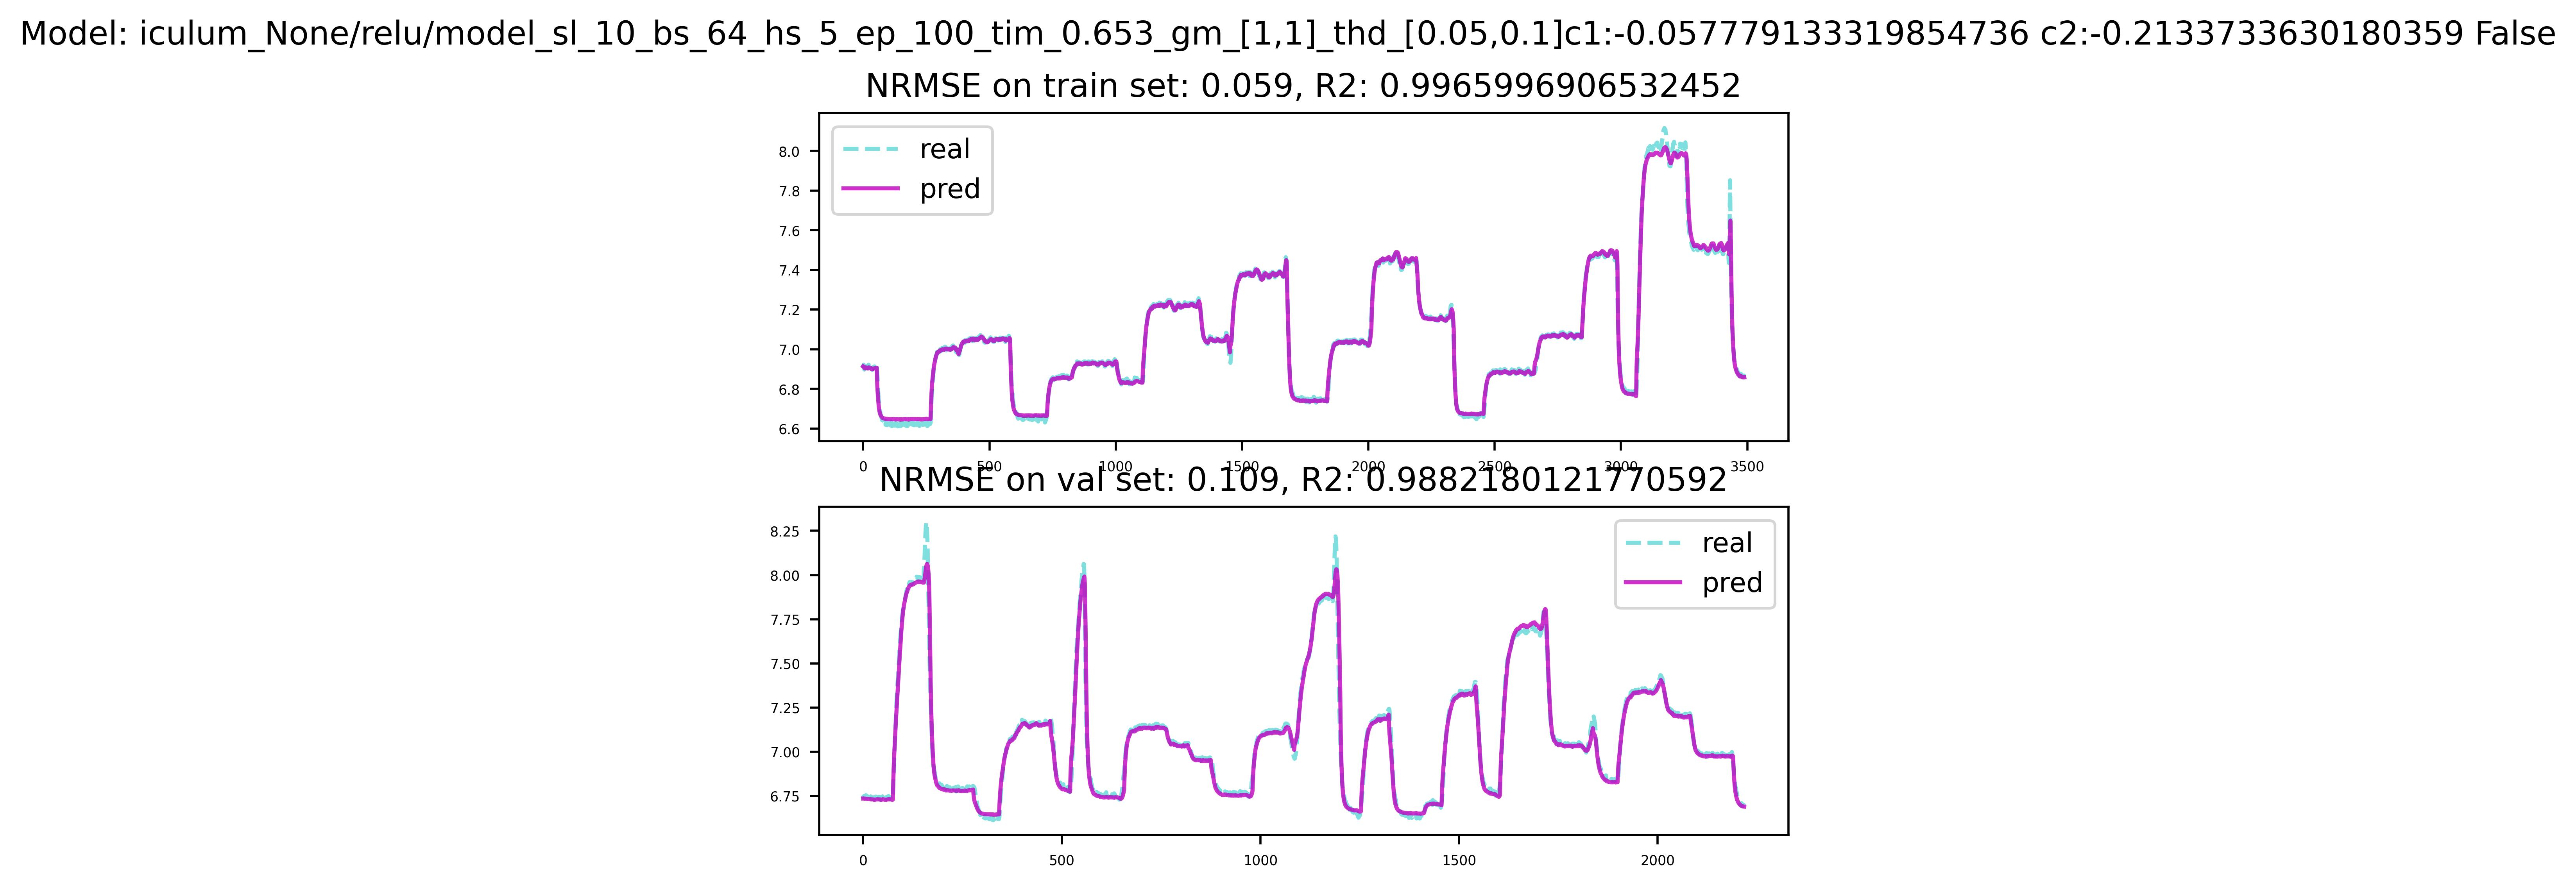 Model: iculum_None/relu/model_sl_10_bs_64_hs_5_ep_100_tim_0.653_gm_[1,1]_thd_[0.05,0.1]c1:-0.057779133319854736 c2:-0.2133733630180359 False
NRMSE on train set: 0.059, R2: 0.9965996906532452
real
pred
8.0
7.8
7.6
7.4
7.2
7.0
6.8
6.6
0 500 1000 1500 2000 2500 3000 3500
NRMSE on val set: 0.109, R2: 0.9882180121770592
real
pred
8.25
8.00
7.75
7.50
7.25
7.00
6.75
0 500 1000 1500 2000